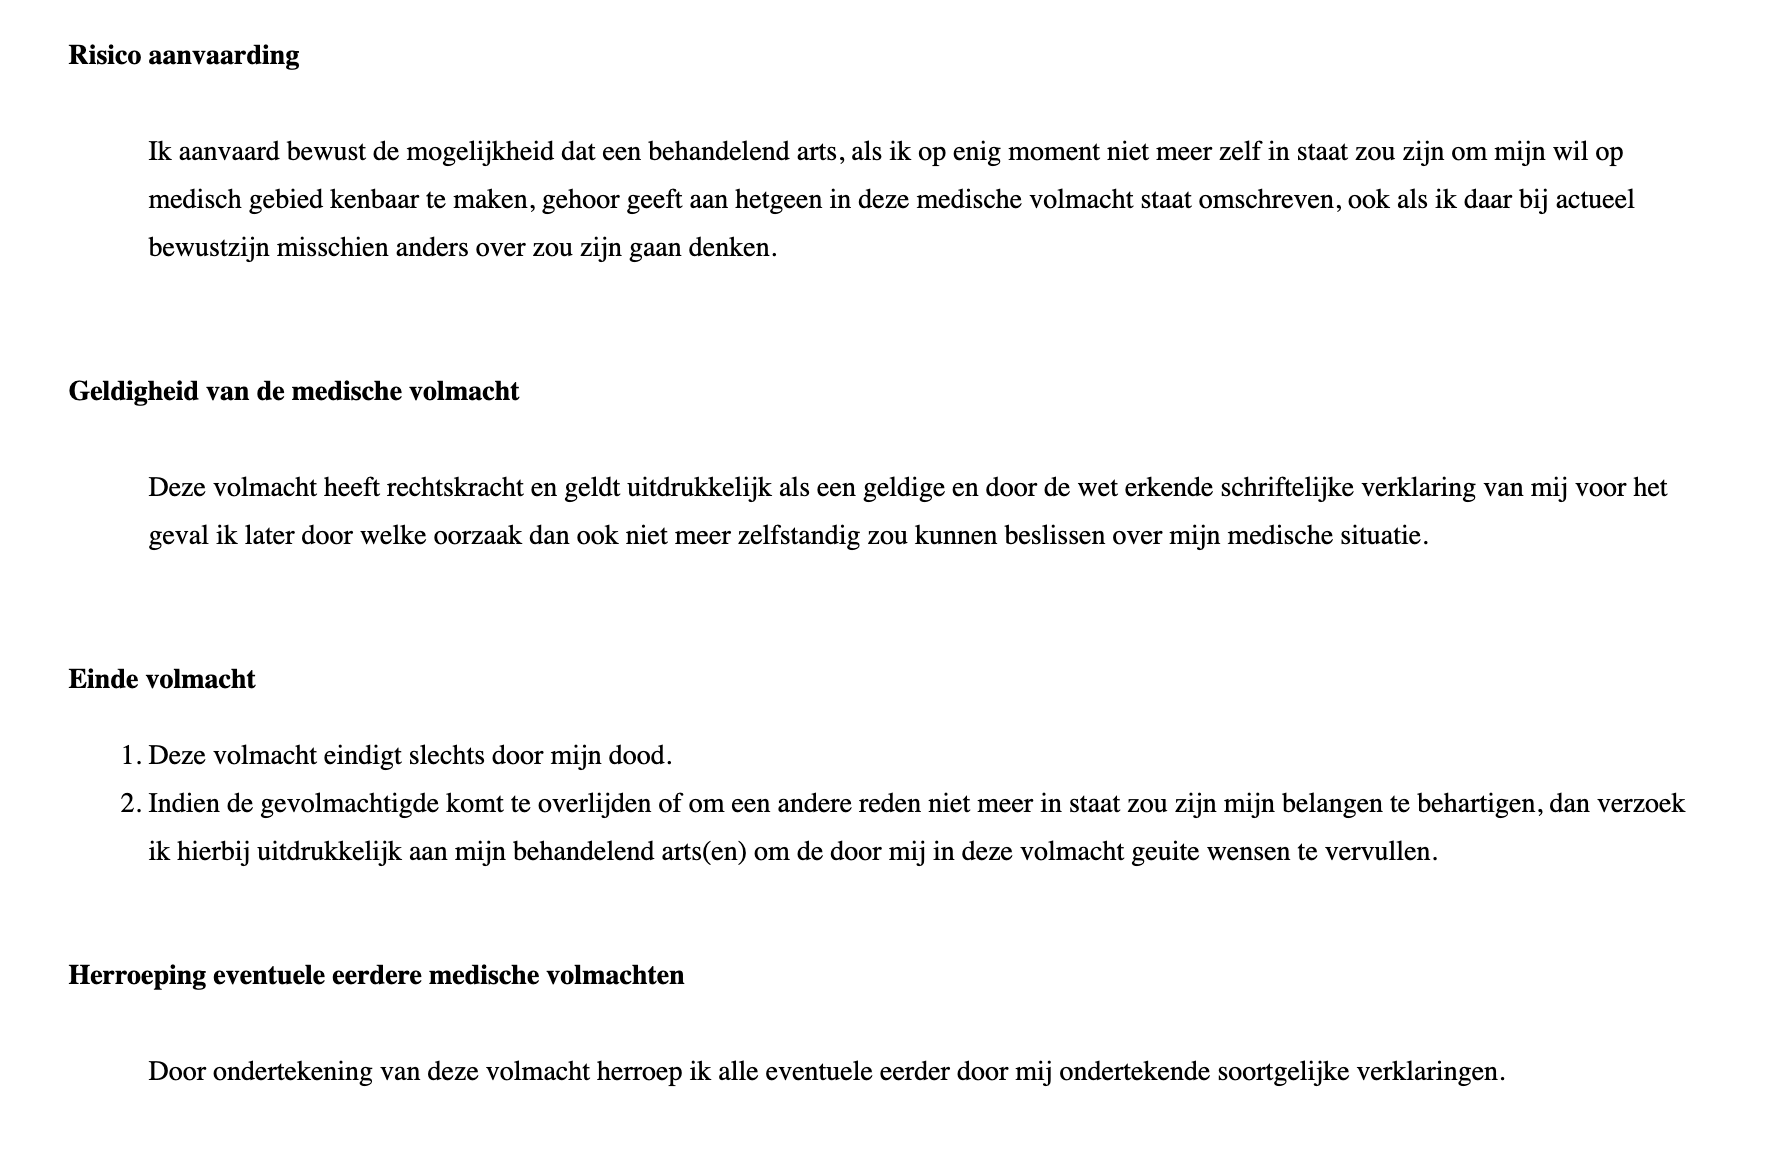 Risico aanvaarding
Ik aanvaard bewust de mogelijkheid dat een behandelend arts, als ik op enig moment niet meer zelf in staat zou zijn om mijn wil op
medisch gebied kenbaar te maken, gehoor geeft aan hetgeen in deze medische volmacht staat omschreven, ook als ik daar bij actueel
bewustzijn misschien anders over zou zijn gaan denken.
Geldigheid van de medische volmacht
Deze volmacht heeft rechtskracht en geldt uitdrukkelijk als een geldige en door de wet erkende schriftelijke verklaring van mij voor het
geval ik later door welke oorzaak dan ook niet meer zelfstandig zou kunnen beslissen over mijn medische situatie.
Einde volmacht
1. Deze volmacht eindigt slechts door mijn dood.
2. Indien de gevolmachtigde komt te overlijden of om een andere reden niet meer in staat zou zijn mijn belangen te behartigen, dan verzoek
ik hierbij uitdrukkelijk aan mijn behandelend arts(en) om de door mij in deze volmacht geuite wensen te vervullen.
Herroeping eventuele eerdere medische volmachten
Door ondertekening van deze volmacht herroep ik alle eventuele eerder door mij ondertekende soortgelijke verklaringen.